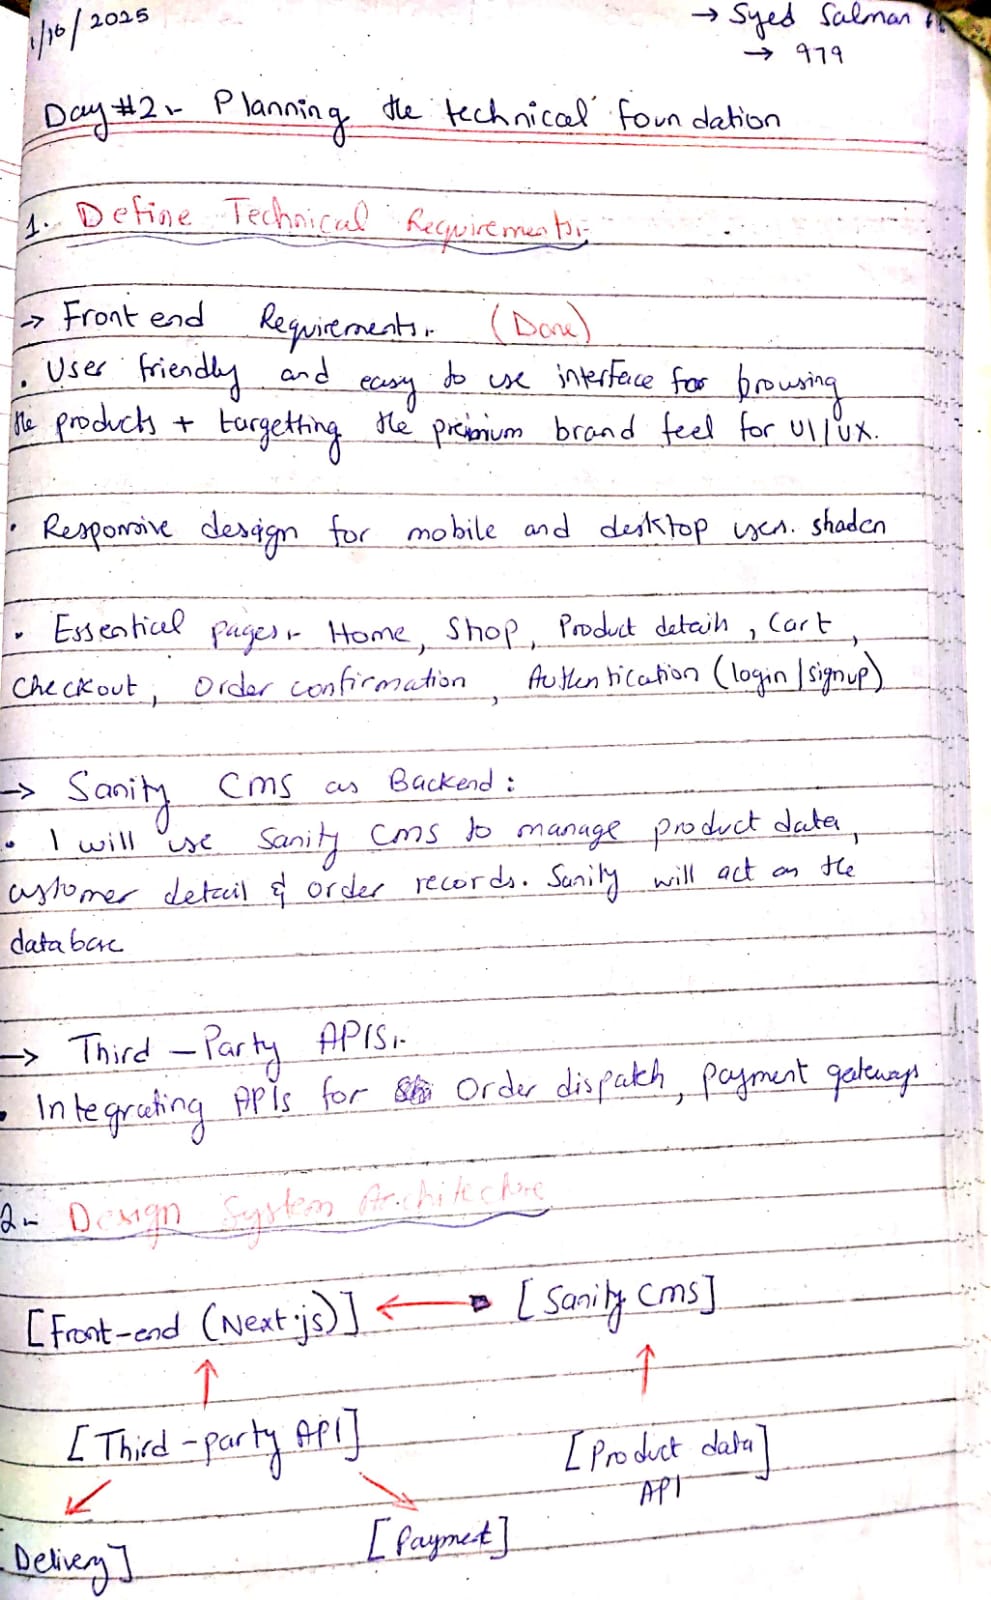 1/16/2025
→ Syed Salman
→ 979
Day #2:- Planning the technical foundation
1. Define Technical Requirements:-
→ Front end Requirements:- (Done)
• User friendly and easy to use interface for browsing
the products + targetting the premium brand feel for UI/UX.
• Responsive design for mobile and desktop users. shadcn
• Essential pages:- Home, Shop, Product details, Cart,
checkout, Order confirmation, Authentication (login/signup)
→ Sanity CMS as Backend:
• I will use Sanity CMS to manage product data,
customer detail & order records. Sanity will act as the
database
→ Third-Party APIS:-
• Integrating APIs for Order dispatch, payment gateways
2:- Design System Architecture
[Front-end (Next.js)] ← [Sanity CMS]
↑ ↑
[Third-party API] [Product data]
API
[Payment]
Delivery]